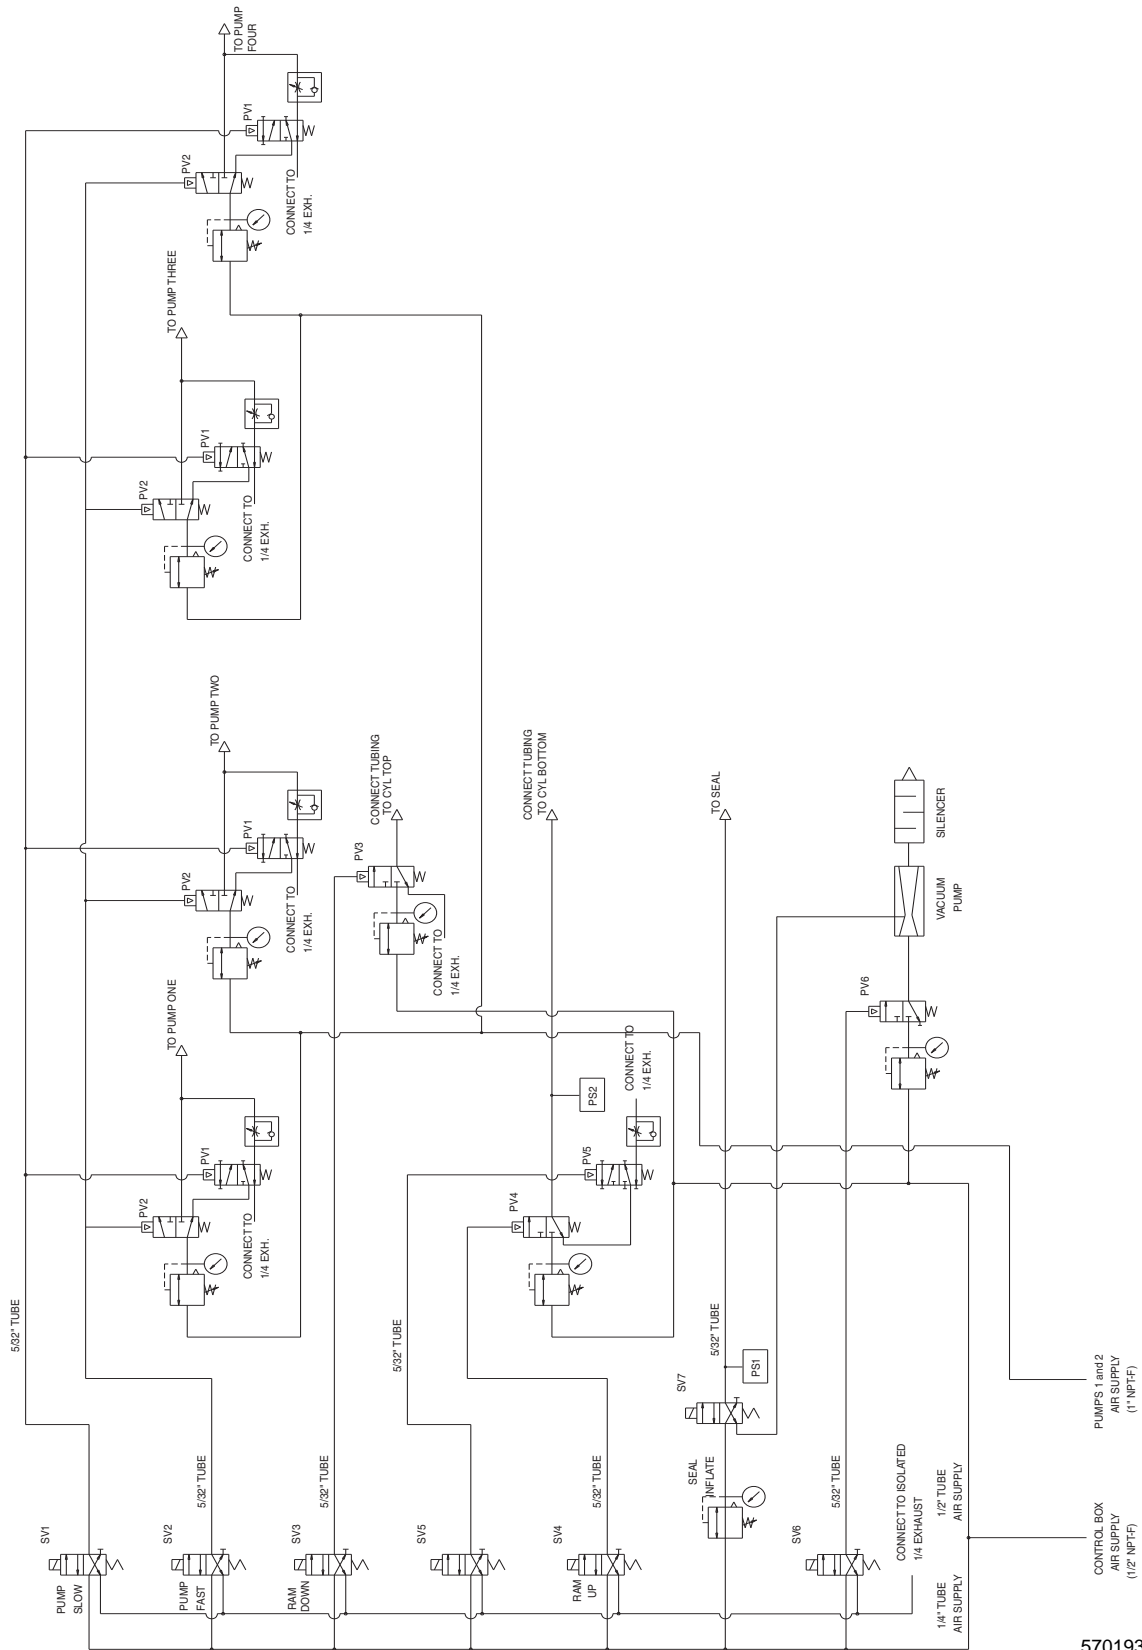 TO PUMP
FOUR
PV1
PV2
CONNECT TO
1/4 EXH.
TO PUMP THREE
PV1
PV2
CONNECT TO
1/4 EXH.
TO PUMP TWO
PV1
PV2
CONNECT TO
1/4 EXH.
CONNECT TUBING
TO CYL TOP
PV3
CONNECT TO
1/4 EXH.
CONNECT TUBING
TO CYL BOTTOM
TO SEAL
SILENCER
VACUUM
PUMP
PV6
TO PUMP ONE
PV1
PV2
CONNECT TO
1/4 EXH.
CONNECT TO
1/4 EXH.
PS2
PV5
PV4
5/32" TUBE
5/32" TUBE
5/32" TUBE
PS1
SV7
SEAL
INFLATE
5/32" TUBE
5/32" TUBE
5/32" TUBE
5/32" TUBE
SV1
PUMP
SLOW
SV2
PUMP
FAST
SV3
RAM
DOWN
SV5
SV4
RAM
UP
SV6
CONNECT TO ISOLATED
1/4 EXHAUST
1/4" TUBE
AIR SUPPLY
1/2" TUBE
AIR SUPPLY
PUMP'S 1 and 2
AIR SUPPLY
(1" NPT-F)
CONTROL BOX
AIR SUPPLY
(1/2" NPT-F)
570193